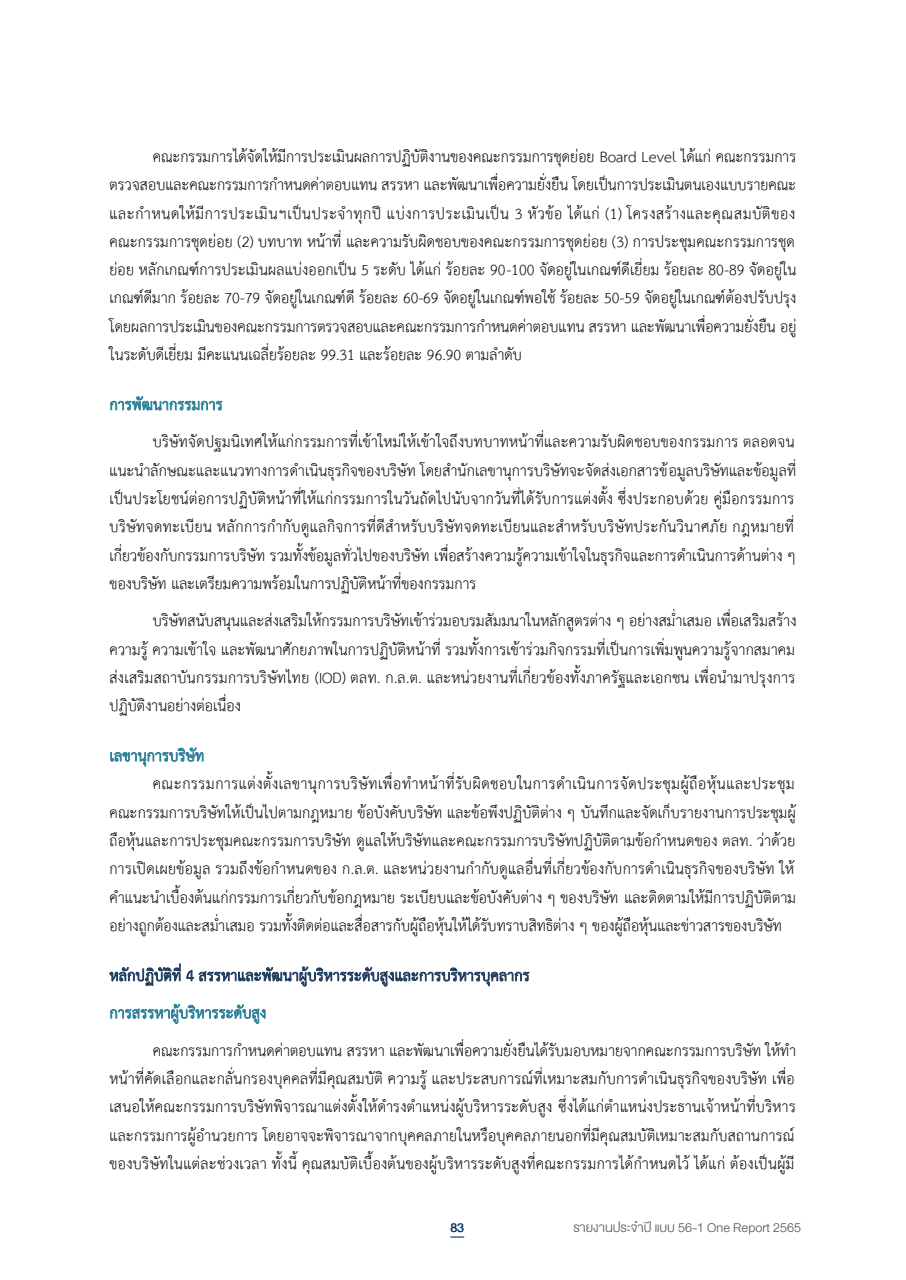 คณะกรรมการได้จัดให้มีการประเมินผลการปฏิบัติงานของคณะกรรมการชุดย่อย Board Level ได้แก่ คณะกรรมการ
ตรวจสอบและคณะกรรมการกำหนดค่าตอบแทน สรรหา และพัฒนาเพื่อความยั่งยืน โดยเป็นการประเมินตนเองแบบรายคณะ
และกำหนดให้มีการประเมินฯเป็นประจำทุกปี แบ่งการประเมินเป็น 3 หัวข้อ ได้แก่ (1) โครงสร้างและคุณสมบัติของ
คณะกรรมการชุดย่อย (2) บทบาท หน้าที่ และความรับผิดชอบของคณะกรรมการชุดย่อย (3) การประชุมคณะกรรมการชุด
ย่อย หลักเกณฑ์การประเมินผลแบ่งออกเป็น 5 ระดับ ได้แก่ ร้อยละ 90-100 จัดอยู่ในเกณฑ์ดีเยี่ยม ร้อยละ 80-89 จัดอยู่ใน
เกณฑ์ดีมาก ร้อยละ 70-79 จัดอยู่ในเกณฑ์ดี ร้อยละ 60-69 จัดอยู่ในเกณฑ์พอใช้ ร้อยละ 50-59 จัดอยู่ในเกณฑ์ต้องปรับปรุง
โดยผลการประเมินของคณะกรรมการตรวจสอบและคณะกรรมการกำหนดค่าตอบแทน สรรหา และพัฒนาเพื่อความยั่งยืน อยู่
ในระดับดีเยี่ยม มีคะแนนเฉลี่ยร้อยละ 99.31 และร้อยละ 96.90 ตามลำดับ
การพัฒนากรรมการ
บริษัทจัดปฐมนิเทศให้แก่กรรมการที่เข้าใหม่ให้เข้าใจถึงบทบาทหน้าที่และความรับผิดชอบของกรรมการ ตลอดจน
แนะนำลักษณะและแนวทางการดำเนินธุรกิจของบริษัท โดยสำนักเลขานุการบริษัทจะจัดส่งเอกสารข้อมูลบริษัทและข้อมูลที่
เป็นประโยชน์ต่อการปฏิบัติหน้าที่ให้แก่กรรมการในวันถัดไปนับจากวันที่ได้รับการแต่งตั้ง ซึ่งประกอบด้วย คู่มือกรรมการ
บริษัทจดทะเบียน หลักการกำกับดูแลกิจการที่ดีสำหรับบริษัทจดทะเบียนและสำหรับบริษัทประกันวินาศภัย กฎหมายที่
เกี่ยวข้องกับกรรมการบริษัท รวมทั้งข้อมูลทั่วไปของบริษัท เพื่อสร้างความรู้ความเข้าใจในธุรกิจและการดำเนินการด้านต่าง ๆ
ของบริษัท และเตรียมความพร้อมในการปฏิบัติหน้าที่ของกรรมการ
บริษัทสนับสนุนและส่งเสริมให้กรรมการบริษัทเข้าร่วมอบรมสัมมนาในหลักสูตรต่าง ๆ อย่างสม่ำเสมอ เพื่อเสริมสร้าง
ความรู้ ความเข้าใจ และพัฒนาศักยภาพในการปฏิบัติหน้าที่ รวมทั้งการเข้าร่วมกิจกรรมที่เป็นการเพิ่มพูนความรู้จากสมาคม
ส่งเสริมสถาบันกรรมการบริษัทไทย (IOD) ตลท. ก.ล.ต. และหน่วยงานที่เกี่ยวข้องทั้งภาครัฐและเอกชน เพื่อนำมาปรุงการ
ปฏิบัติงานอย่างต่อเนื่อง
เลขานุการบริษัท
คณะกรรมการแต่งตั้งเลขานุการบริษัทเพื่อทำหน้าที่รับผิดชอบในการดำเนินการจัดประชุมผู้ถือหุ้นและประชุม
คณะกรรมการบริษัทให้เป็นไปตามกฎหมาย ข้อบังคับบริษัท และข้อพึงปฏิบัติต่าง ๆ บันทึกและจัดเก็บรายงานการประชุมผู้
ถือหุ้นและการประชุมคณะกรรมการบริษัท ดูแลให้บริษัทและคณะกรรมการบริษัทปฏิบัติตามข้อกำหนดของ ตลท. ว่าด้วย
การเปิดเผยข้อมูล รวมถึงข้อกำหนดของ ก.ล.ต. และหน่วยงานกำกับดูแลอื่นที่เกี่ยวข้องกับการดำเนินธุรกิจของบริษัท ให้
คำแนะนำเบื้องต้นแก่กรรมการเกี่ยวกับข้อกฎหมาย ระเบียบและข้อบังคับต่าง ๆ ของบริษัท และติดตามให้มีการปฏิบัติตาม
อย่างถูกต้องและสม่ำเสมอ รวมทั้งติดต่อและสื่อสารกับผู้ถือหุ้นให้ได้รับทราบสิทธิต่าง ๆ ของผู้ถือหุ้นและข่าวสารของบริษัท
หลักปฏิบัติที่ 4 สรรหาและพัฒนาผู้บริหารระดับสูงและการบริหารบุคลากร
การสรรหาผู้บริหารระดับสูง
คณะกรรมการกำหนดค่าตอบแทน สรรหา และพัฒนาเพื่อความยั่งยืนได้รับมอบหมายจากคณะกรรมการบริษัท ให้ทำ
หน้าที่คัดเลือกและกลั่นกรองบุคคลที่มีคุณสมบัติ ความรู้ และประสบการณ์ที่เหมาะสมกับการดำเนินธุรกิจของบริษัท เพื่อ
เสนอให้คณะกรรมการบริษัทพิจารณาแต่งตั้งให้ดำรงตำแหน่งผู้บริหารระดับสูง ซึ่งได้แก่ตำแหน่งประธานเจ้าหน้าที่บริหาร
และกรรมการผู้อำนวยการ โดยอาจจะพิจารณาจากบุคคลภายในหรือบุคคลภายนอกที่มีคุณสมบัติเหมาะสมกับสถานการณ์
ของบริษัทในแต่ละช่วงเวลา ทั้งนี้ คุณสมบัติเบื้องต้นของผู้บริหารระดับสูงที่คณะกรรมการได้กำหนดไว้ ได้แก่ ต้องเป็นผู้มี
83
รายงานประจำปี แบบ 56-1 One Report 2565